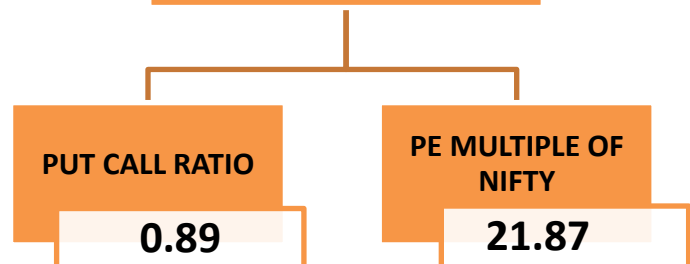 PUT CALL RATIO
0.89
PE MULTIPLE OF
NIFTY
21.87